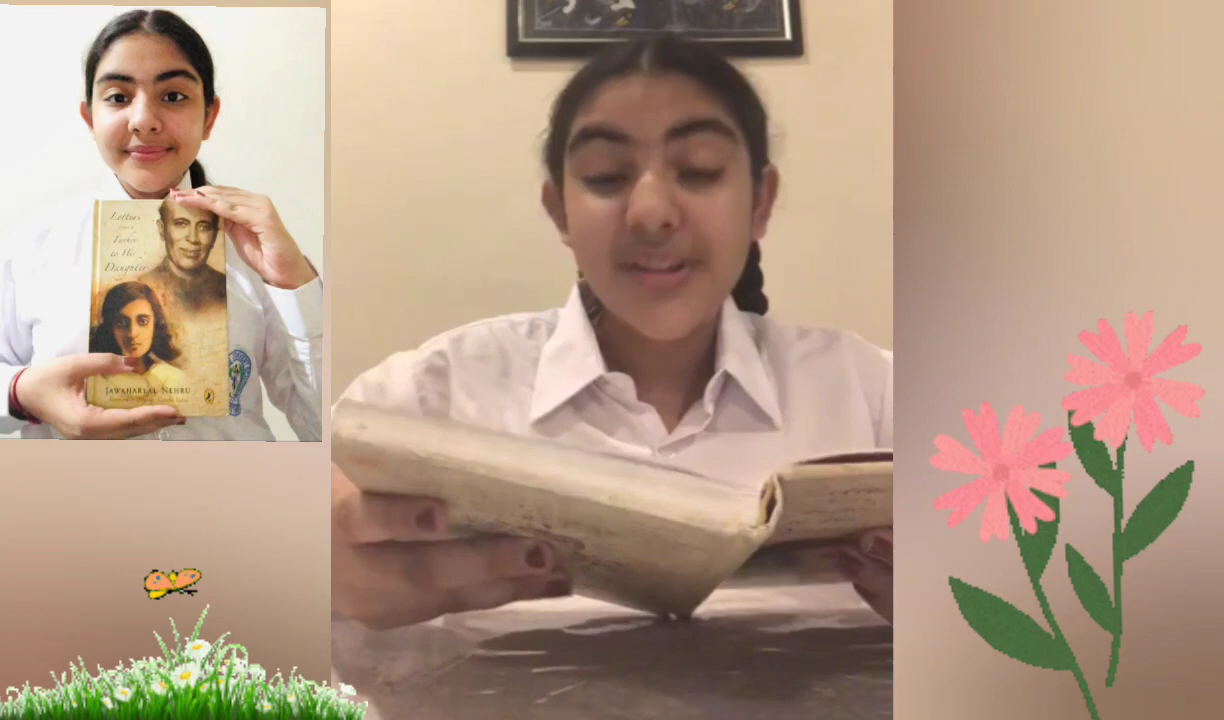 Letters
from a
Father
to His
Daughter
JAWAHARLAL NEHRU